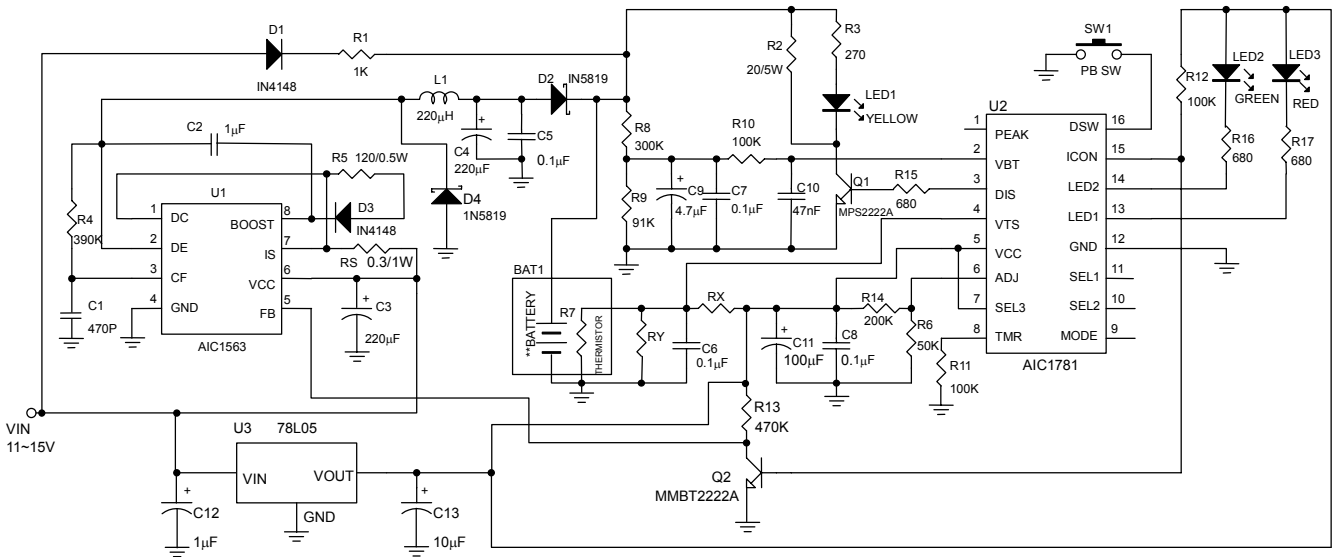 D1
IN4148
R1
1K
R2
20/5W
R3
270
LED1
YELLOW
SW1
PB SW
R12
100K
LED2
GREEN
LED3
RED
R16
680
R17
680
L1
220μH
D2
IN5819
C4
220μF
+
C5
0.1μF
D4
1N5819
C2
1μF
R5 120/0.5W
D3
IN4148
RS 0.3/1W
R4
390K
C1
470P
U1
1 DC
2 DE
3 CF
4 GND
BOOST 8
IS 7
VCC 6
FB 5
AIC1563
C3
220μF
+
R8
300K
R9
91K
C9
4.7μF
+
C7
0.1μF
R10
100K
C10
47nF
Q1
MPS2222A
R15
680
U2
1 PEAK
2 VBT
3 DIS
4 VTS
5 VCC
6 ADJ
7 SEL3
8 TMR
DSW 16
ICON 15
LED2 14
LED1 13
GND 12
SEL1 11
SEL2 10
MODE 9
AIC1781
BAT1
**BATTERY
R7
THERMISTOR
RY
RX
C6
0.1μF
C11
100μF
+
C8
0.1μF
R14
200K
R6
50K
R11
100K
R13
470K
Q2
MMBT2222A
VIN
11~15V
U3 78L05
VIN
VOUT
GND
C12
1μF
+
C13
10μF
+